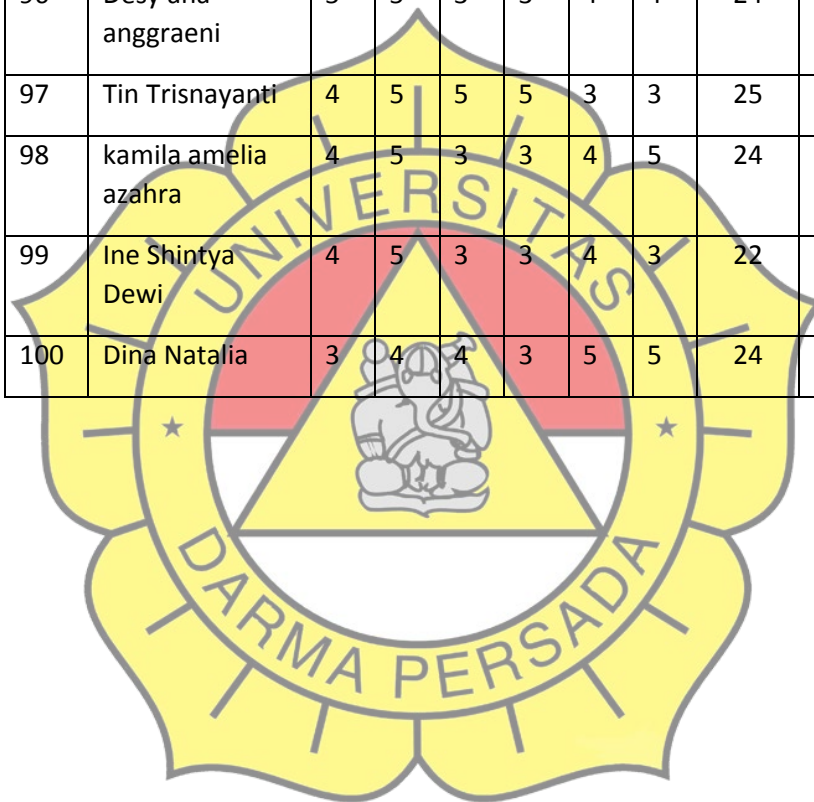 anggraeni
97 Tin Trisnayanti 4 5 5 5 3 3 25
98 kamila amelia 4 5 3 3 4 5 24
azahra
99 Ine Shintya 4 5 3 3 4 3 22
Dewi
100 Dina Natalia 3 4 4 3 5 5 24
UNIVERSITAS
DARMA PERSADA